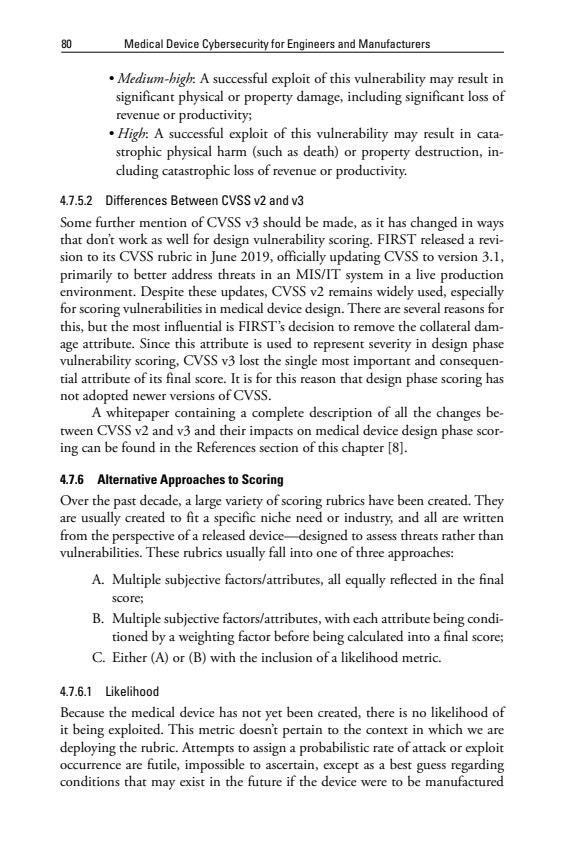 80 Medical Device Cybersecurity for Engineers and Manufacturers
• Medium-high: A successful exploit of this vulnerability may result in
significant physical or property damage, including significant loss of
revenue or productivity;
• High: A successful exploit of this vulnerability may result in cata-
strophic physical harm (such as death) or property destruction, in-
cluding catastrophic loss of revenue or productivity.
4.7.5.2 Differences Between CVSS v2 and v3
Some further mention of CVSS v3 should be made, as it has changed in ways
that don’t work as well for design vulnerability scoring. FIRST released a revi-
sion to its CVSS rubric in June 2019, officially updating CVSS to version 3.1,
primarily to better address threats in an MIS/IT system in a live production
environment. Despite these updates, CVSS v2 remains widely used, especially
for scoring vulnerabilities in medical device design. There are several reasons for
this, but the most influential is FIRST’s decision to remove the collateral dam-
age attribute. Since this attribute is used to represent severity in design phase
vulnerability scoring, CVSS v3 lost the single most important and consequen-
tial attribute of its final score. It is for this reason that design phase scoring has
not adopted newer versions of CVSS.
A whitepaper containing a complete description of all the changes be-
tween CVSS v2 and v3 and their impacts on medical device design phase scor-
ing can be found in the References section of this chapter [8].
4.7.6 Alternative Approaches to Scoring
Over the past decade, a large variety of scoring rubrics have been created. They
are usually created to fit a specific niche need or industry, and all are written
from the perspective of a released device—designed to assess threats rather than
vulnerabilities. These rubrics usually fall into one of three approaches:
A. Multiple subjective factors/attributes, all equally reflected in the final
score;
B. Multiple subjective factors/attributes, with each attribute being condi-
tioned by a weighting factor before being calculated into a final score;
C. Either (A) or (B) with the inclusion of a likelihood metric.
4.7.6.1 Likelihood
Because the medical device has not yet been created, there is no likelihood of
it being exploited. This metric doesn’t pertain to the context in which we are
deploying the rubric. Attempts to assign a probabilistic rate of attack or exploit
occurrence are futile, impossible to ascertain, except as a best guess regarding
conditions that may exist in the future if the device were to be manufactured